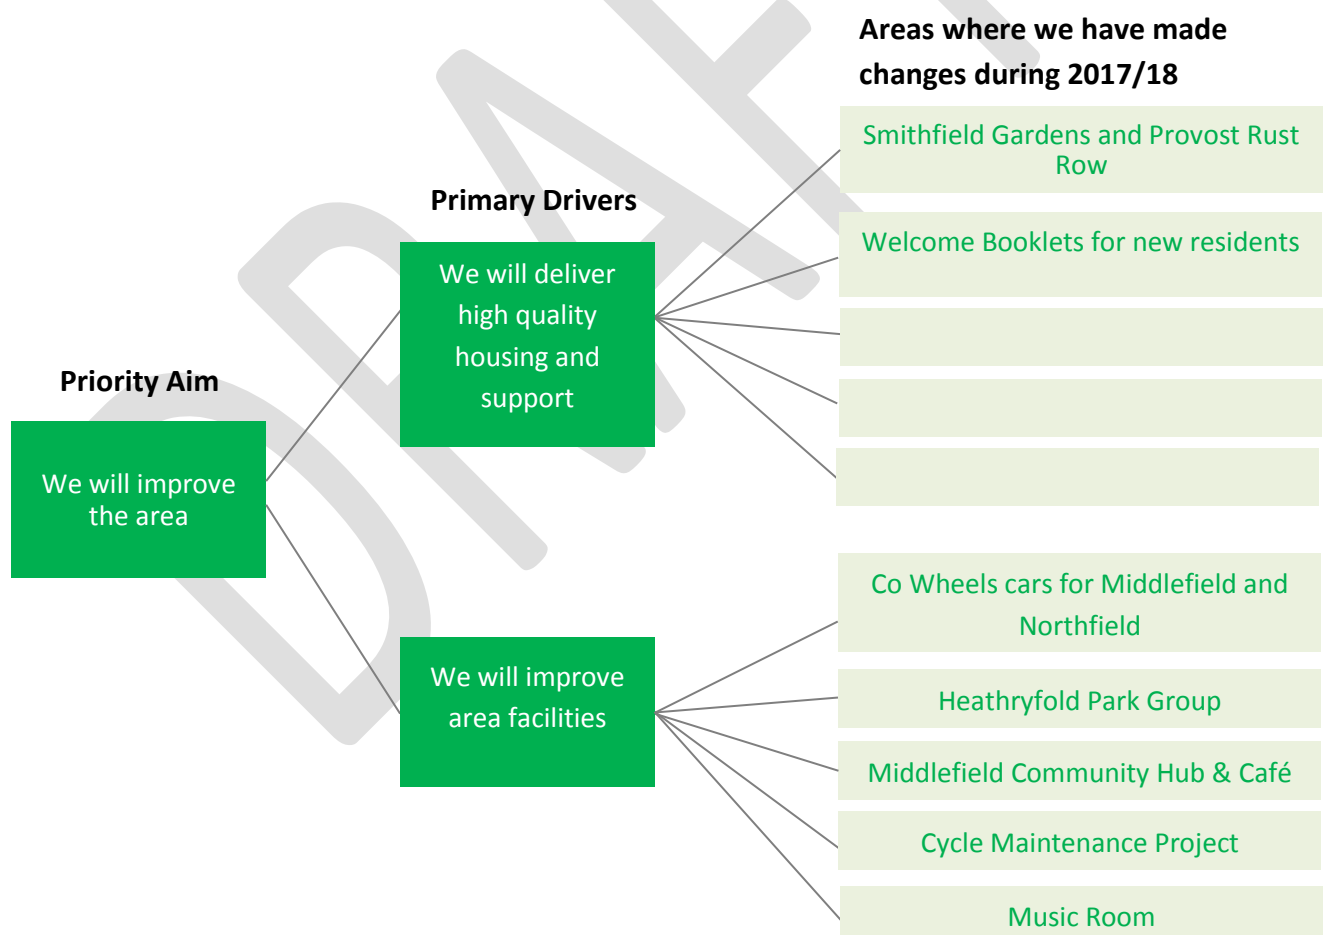 Areas where we have made
changes during 2017/18
Smithfield Gardens and Provost Rust
Row
Primary Drivers
Welcome Booklets for new residents
We will deliver
high quality
housing and
support
Priority Aim
We will improve
the area
Co Wheels cars for Middlefield and
Northfield
We will improve
area facilities
Heathryfold Park Group
Middlefield Community Hub & Café
Cycle Maintenance Project
Music Room
DRAFT